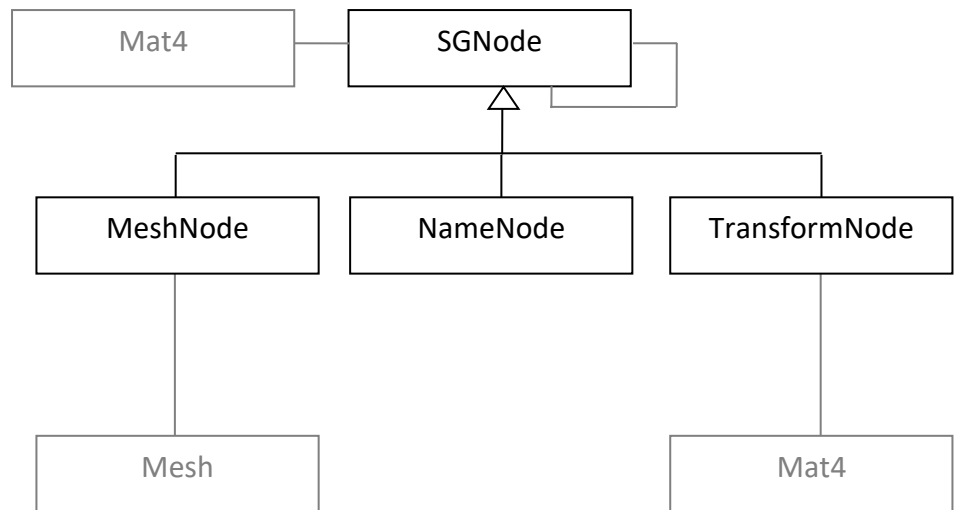 Mat4
SGNode
MeshNode
NameNode
TransformNode
Mesh
Mat4